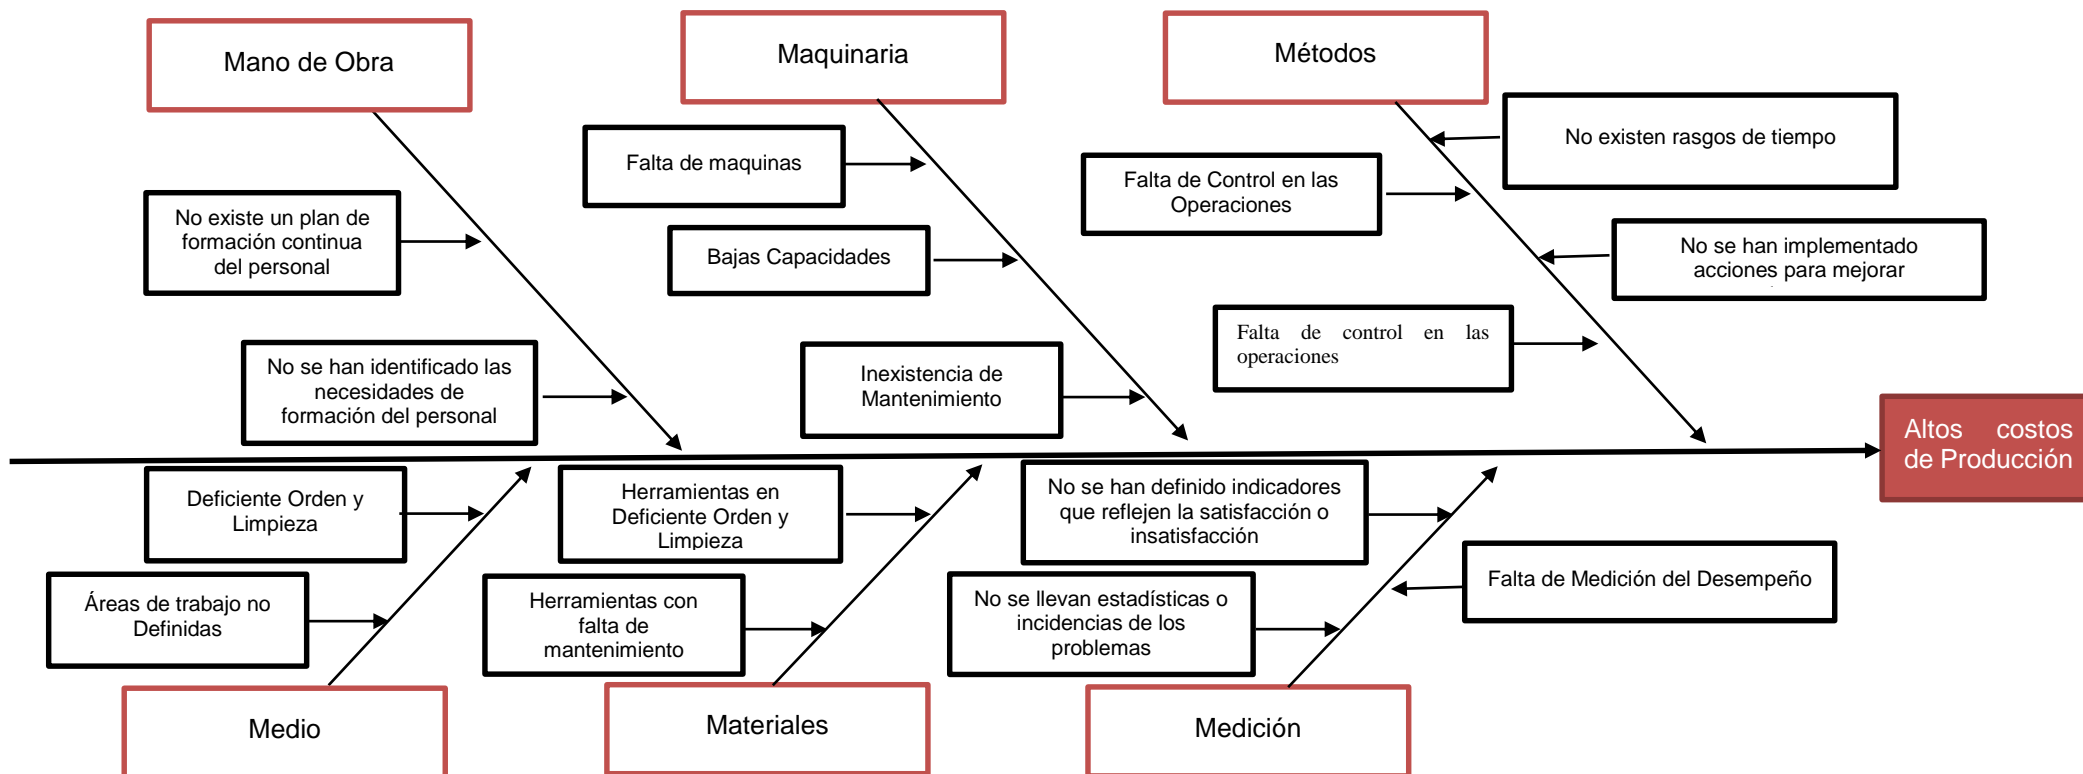 Mano de Obra
Maquinaria
Métodos
No existen rasgos de tiempo
Falta de maquinas
Falta de Control en las
Operaciones
No existe un plan de
formación continua
del personal
Bajas Capacidades
No se han implementado
acciones para mejorar
Falta de control en las
operaciones
No se han identificado las
necesidades de
formación del personal
Inexistencia de
Mantenimiento
Altos costos
de Producción
Deficiente Orden y
Limpieza
Herramientas en
Deficiente Orden y
Limpieza
No se han definido indicadores
que reflejen la satisfacción o
insatisfacción
Falta de Medición del Desempeño
Áreas de trabajo no
Definidas
Herramientas con
falta de
mantenimiento
No se llevan estadísticas o
incidencias de los
problemas
Medio
Materiales
Medición